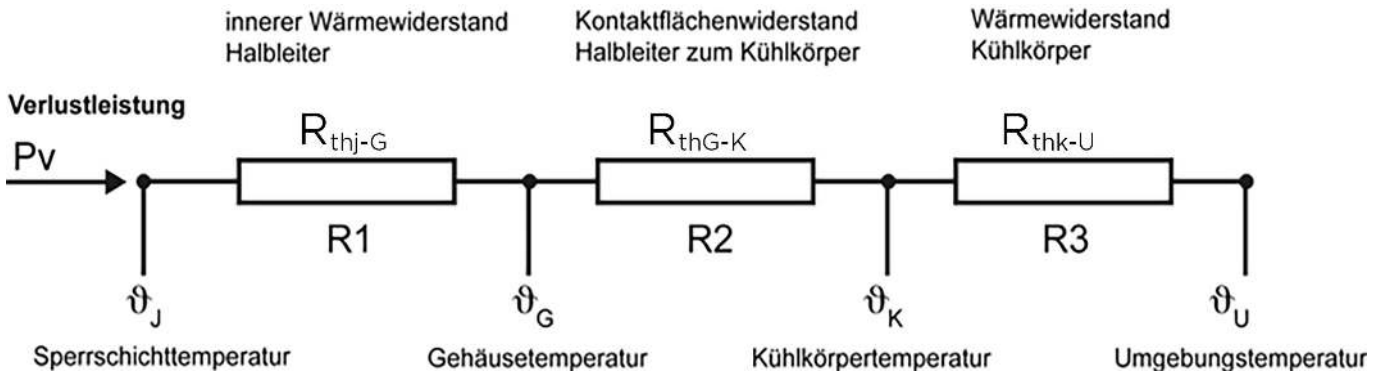 innerer Wärmewiderstand
Halbleiter
Kontaktflächenwiderstand
Halbleiter zum Kühlkörper
Wärmewiderstand
Kühlkörper
Verlustleistung
Pv
Rthj-G
RthG-K
Rthk-U
R1
R2
R3
ϑJ
ϑG
ϑK
ϑU
Sperrschichttemperatur
Gehäusetemperatur
Kühlkörpertemperatur
Umgebungstemperatur